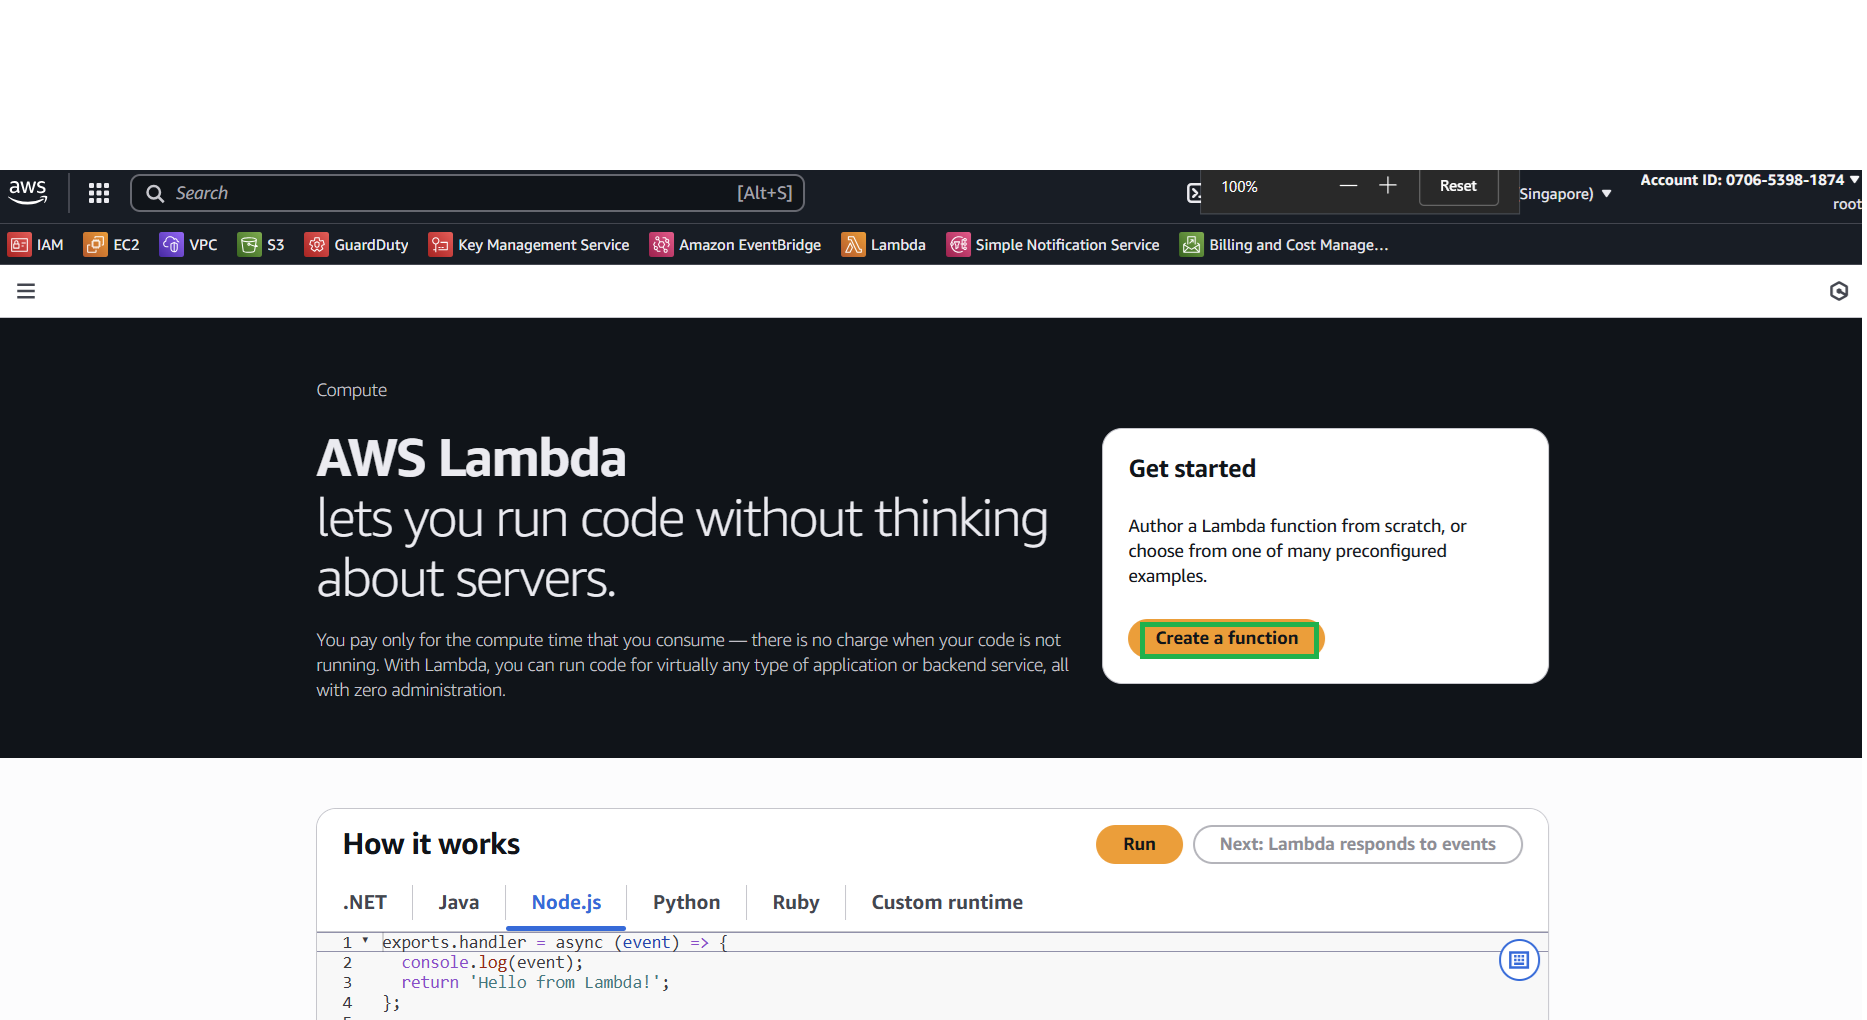 aws
Search [Alt+S]
100% Reset
Singapore)
Account ID: 0706-5398-1874
root
IAM EC2 VPC S3 GuardDuty Key Management Service Amazon EventBridge Lambda Simple Notification Service Billing and Cost Manage...
Compute
AWS Lambda
lets you run code without thinking
about servers.
You pay only for the compute time that you consume — there is no charge when your code is not
running. With Lambda, you can run code for virtually any type of application or backend service, all
with zero administration.
Get started
Author a Lambda function from scratch, or
choose from one of many preconfigured
examples.
Create a function
How it works
Run
Next: Lambda responds to events
.NET Java Node.js Python Ruby Custom runtime
1 exports.handler = async (event) => {
2 console.log(event);
3 return 'Hello from Lambda!';
4 };